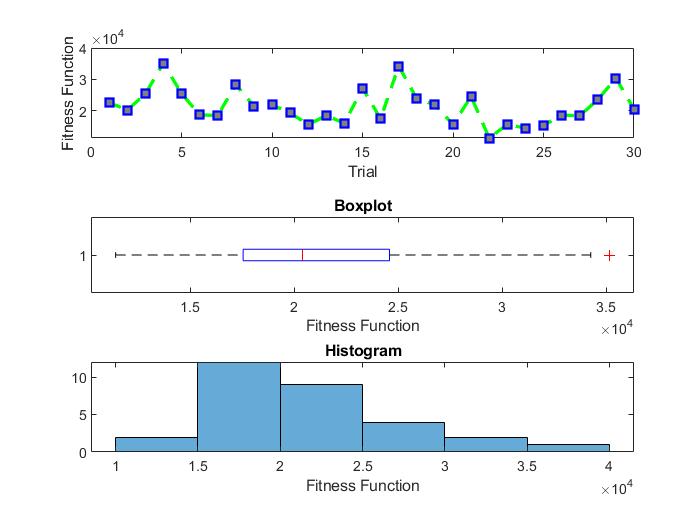 ×10⁴
4
3
2
Fitness Function
0 5 10 15 20 25 30
Trial
Boxplot
1
1.5 2 2.5 3 3.5
Fitness Function
×10⁴
Histogram
10
5
0
1 1.5 2 2.5 3 3.5 4
Fitness Function
×10⁴